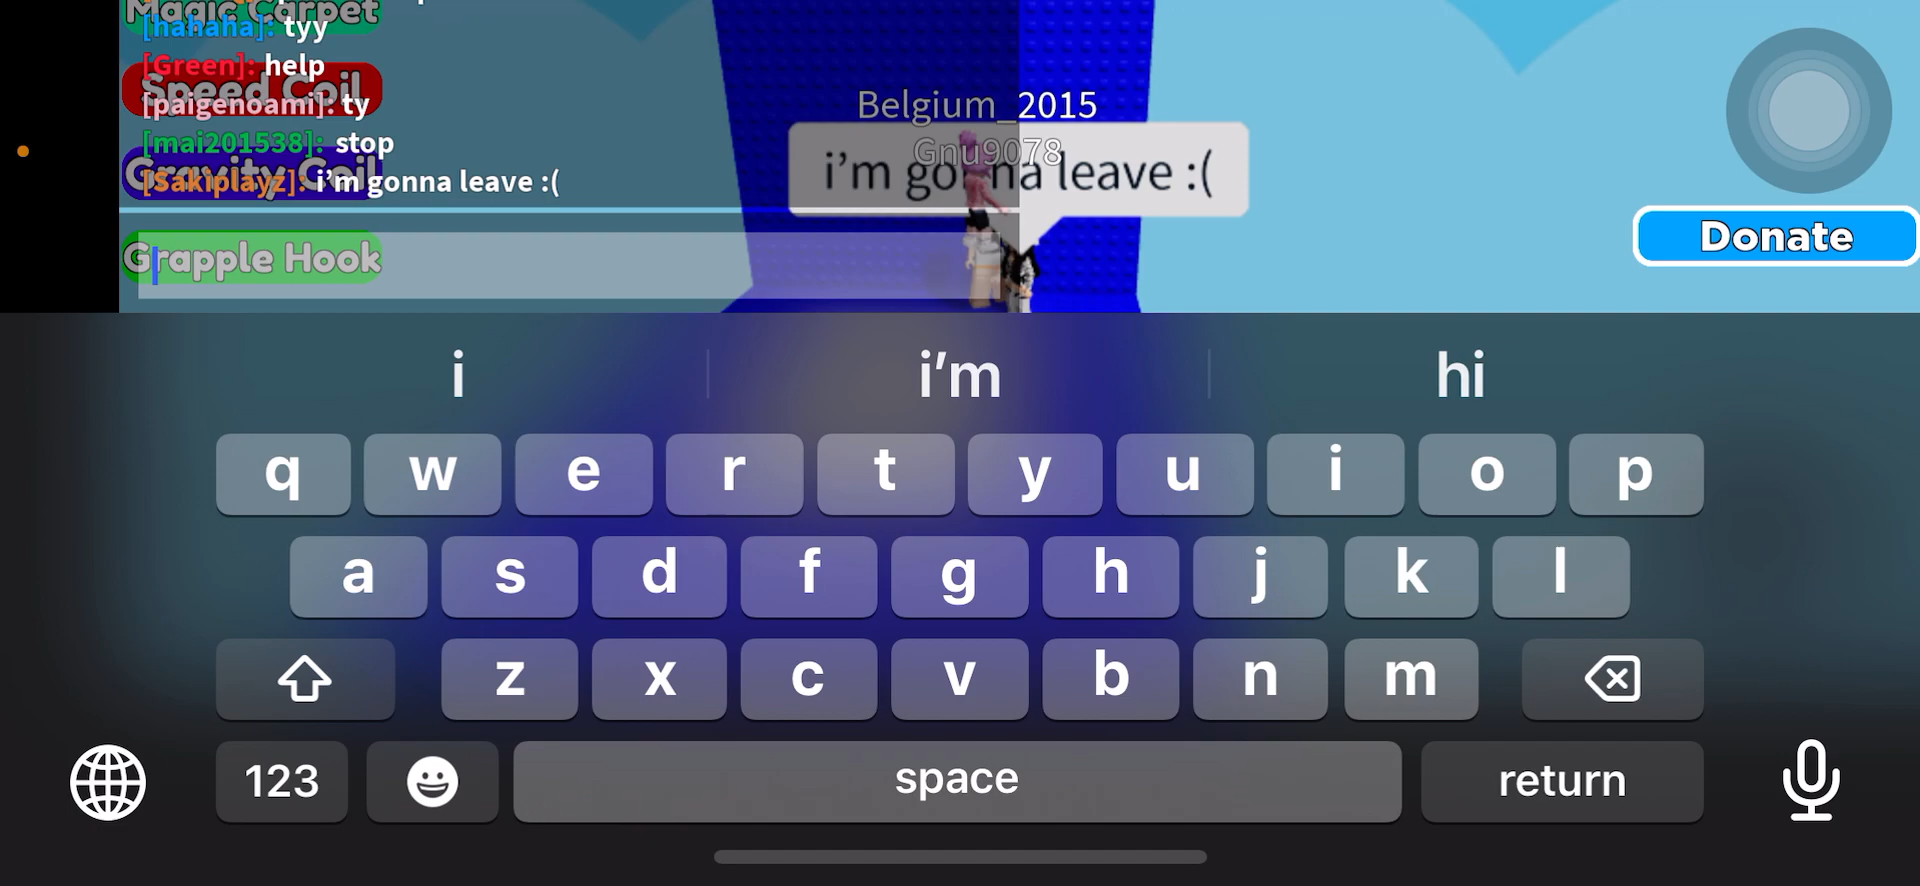 Magic Carpet
[hahaha]: tyy
[Green]: help
Speed Coil
[paigenoami]: ty
[mai201538]: stop
Gravity Coil
[Sakiplayz]: i’m gonna leave :(
Grapple Hook
Belgium_2015
Gnu9078
i’m gonna leave :(
Donate
i i’m hi
q w e r t y u i o p
a s d f g h j k l
z x c v b n m
123 space return